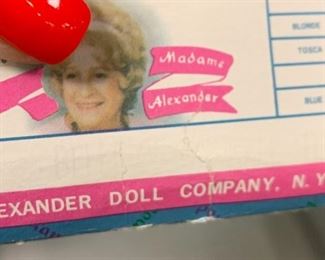 BLONDE
TOSCA
Madame
Alexander
BLUE
EXANDER DOLL COMPANY, N. Y